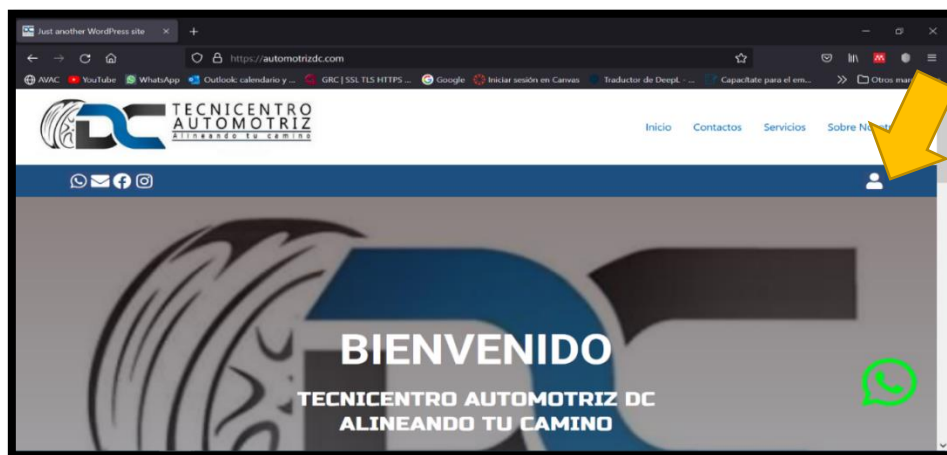 Just another WordPress site
https://automotrizdc.com
AVAC YouTube WhatsApp Outlook: calendario y ... GRC | SSL TLS HTTPS ... Google Iniciar sesión en Canvas Traductor de DeepL - ... Capacítate para el em... Otros mar
DC TECNICENTRO
AUTOMOTRIZ
Alineando tu camino
Inicio Contactos Servicios Sobre
BIENVENIDO
TECNICENTRO AUTOMOTRIZ DC
ALINEANDO TU CAMINO